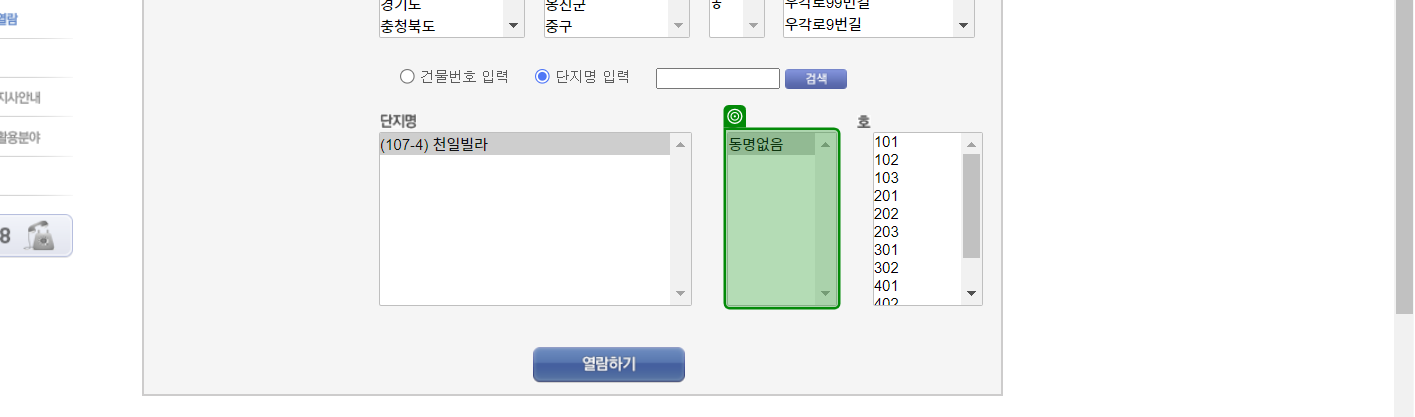 열람
경기도
충청북도
옹진군
중구
ㅎ
우각로99번길
우각로9번길
건물번호 입력
단지명 입력
검색
지사안내
활용분야
8
단지명
호
(107-4) 천일빌라
동명없음
101
102
103
201
202
203
301
302
401
402
열람하기